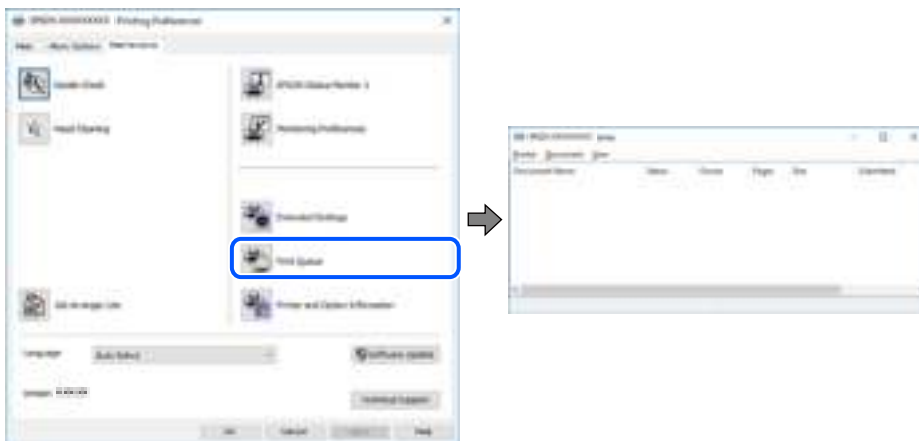 EPSON XXXXXXXX Printing Preferences
Main More Options Maintenance
Nozzle Check
EPSON Status Monitor 3
Head Cleaning
Monitoring Preferences
Extended Settings
Print Queue
Job Arranger Lite
Printer and Option Information
Language
Auto Select
Software Update
Technical Support
OK Cancel Help
Printer Document View
Document Name Status Owner Pages Size Submitted